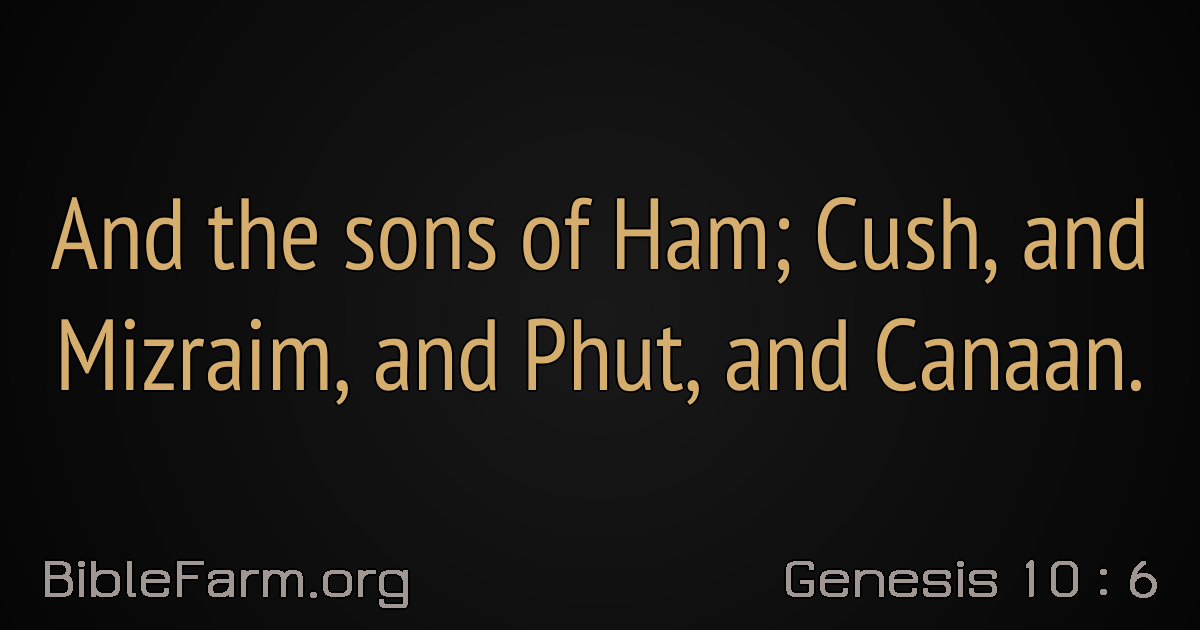 And the sons of Ham; Cush, and
Mizraim, and Phut, and Canaan.
BibleFarm.org
Genesis 10 : 6